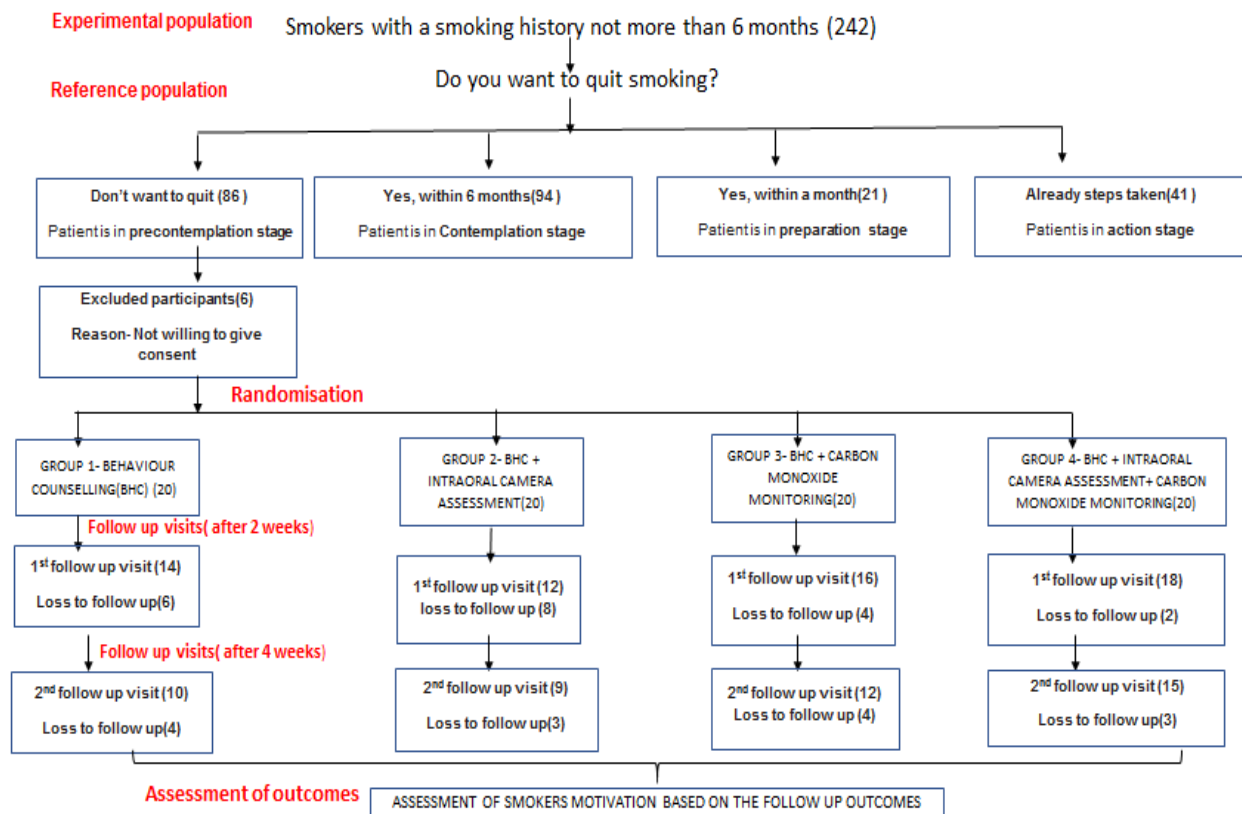 Experimental population
Smokers with a smoking history not more than 6 months (242)
Reference population
Do you want to quit smoking?
Don't want to quit (86 )
Patient is in precontemplation stage
Yes, within 6 months(94 )
Patient is in Contemplation stage
Yes, within a month(21 )
Patient is in preparation stage
Already steps taken(41 )
Patient is in action stage
Excluded participants(6)
Reason- Not willing to give
consent
Randomisation
GROUP 1- BEHAVIOUR
COUNSELLING(BHC) (20)
GROUP 2- BHC +
INTRAORAL CAMERA
ASSESSMENT(20)
GROUP 3- BHC + CARBON
MONOXIDE
MONITORING(20)
GROUP 4- BHC + INTRAORAL
CAMERA ASSESSMENT+ CARBON
MONOXIDE MONITORING(20)
Follow up visits( after 2 weeks)
1st follow up visit (14)
Loss to follow up(6)
1st follow up visit (12)
loss to follow up (8)
1st follow up visit (16)
Loss to follow up (4)
1st follow up visit (18)
Loss to follow up (2)
Follow up visits( after 4 weeks)
2nd follow up visit (10)
Loss to follow up(4)
2nd follow up visit (9)
Loss to follow up(3)
2nd follow up visit (12)
Loss to follow up (4)
2nd follow up visit (15)
Loss to follow up(3)
Assessment of outcomes
ASSESSMENT OF SMOKERS MOTIVATION BASED ON THE FOLLOW UP OUTCOMES